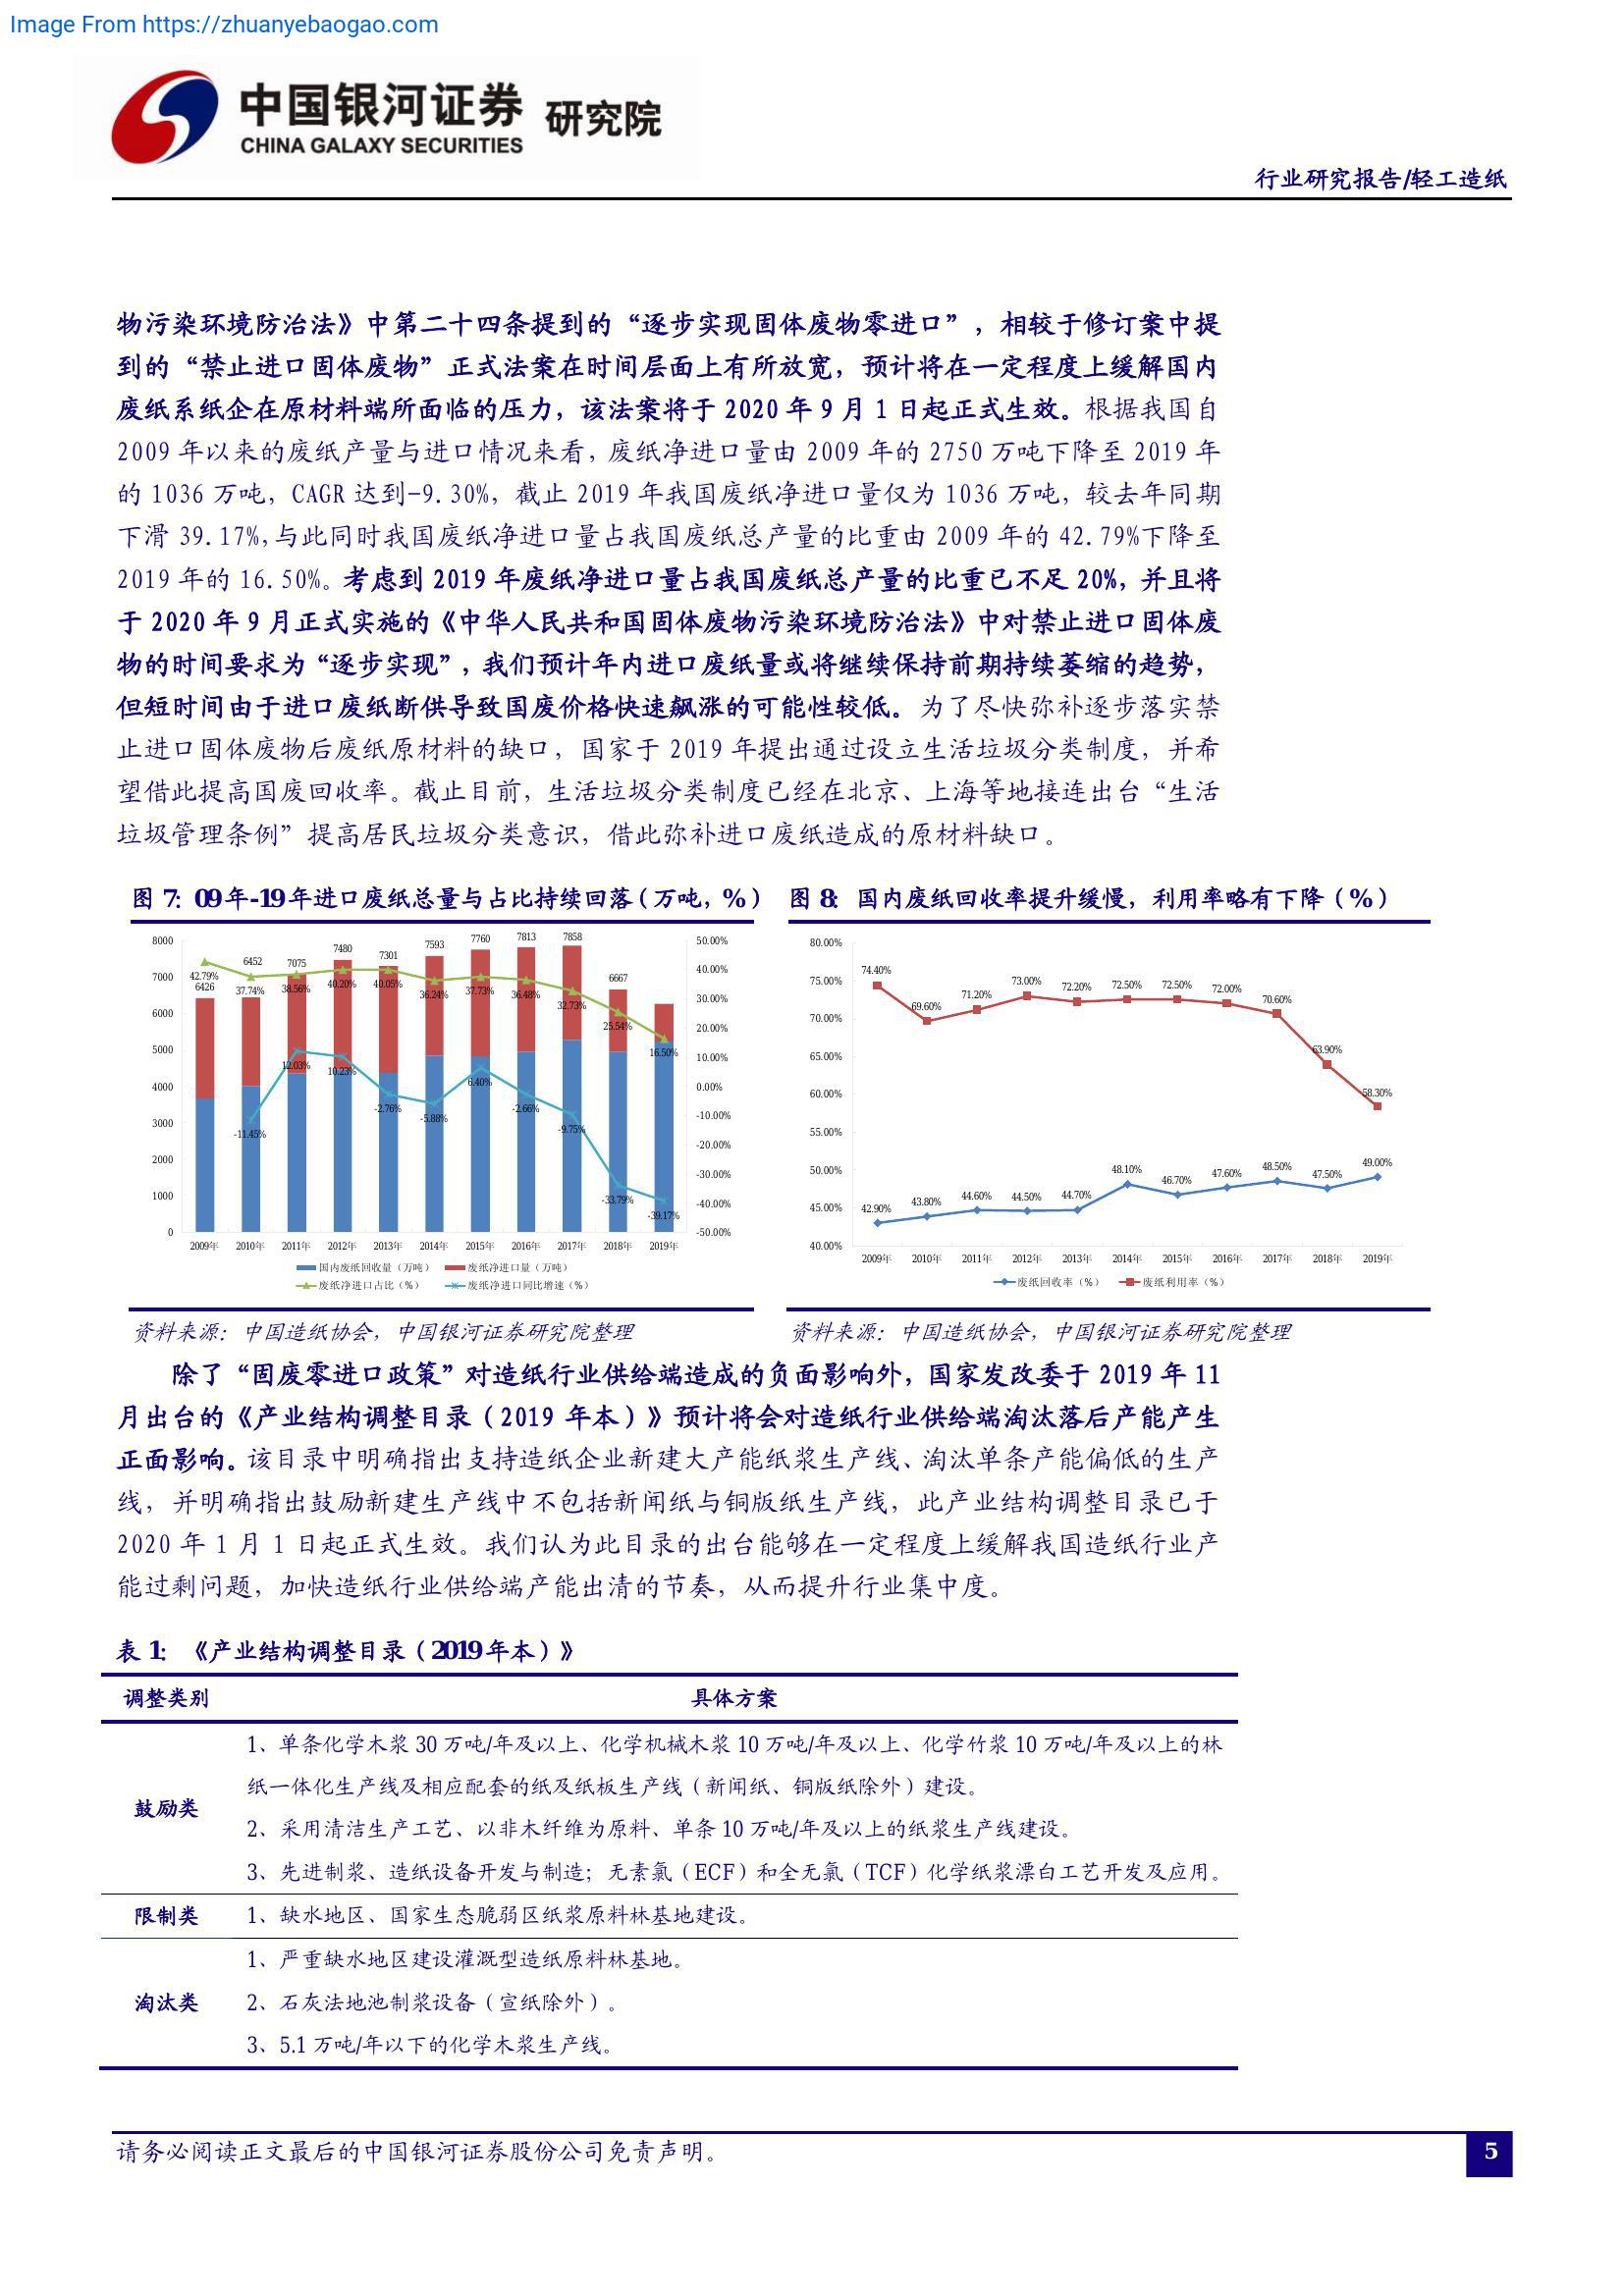 Image From https://zhuanyebaogao.com
中国银河证券 研究院
CHINA GALAXY SECURITIES
行业研究报告/轻工造纸
物污染环境防治法》中第二十四条提到的“逐步实现固体废物零进口”，相较于修订案中提
到的“禁止进口固体废物”正式法案在时间层面上有所放宽，预计将在一定程度上缓解国内
废纸系纸企在原材料端所面临的压力，该法案将于 2020 年 9 月 1 日起正式生效。根据我国自
2009 年以来的废纸产量与进口情况来看，废纸净进口量由 2009 年的 2750 万吨下降至 2019 年
的 1036 万吨，CAGR 达到-9.30%，截止 2019 年我国废纸净进口量仅为 1036 万吨，较去年同期
下滑 39.17%,与此同时我国废纸净进口量占我国废纸总产量的比重由 2009 年的 42.79%下降至
2019 年的 16.50%。考虑到 2019 年废纸净进口量占我国废纸总产量的比重已不足 20%，并且将
于 2020 年 9 月正式实施的《中华人民共和国固体废物污染环境防治法》中对禁止进口固体废
物的时间要求为“逐步实现”，我们预计年内进口废纸量或将继续保持前期持续萎缩的趋势，
但短时间由于进口废纸断供导致国废价格快速飙涨的可能性较低。为了尽快弥补逐步落实禁
止进口固体废物后废纸原材料的缺口，国家于 2019 年提出通过设立生活垃圾分类制度，并希
望借此提高国废回收率。截止目前，生活垃圾分类制度已经在北京、上海等地接连出台“生活
垃圾管理条例”提高居民垃圾分类意识，借此弥补进口废纸造成的原材料缺口。
图 7: 09年-19年进口废纸总量与占比持续回落（万吨，%）
8000
7000
6000
5000
4000
3000
2000
1000
0
50.00%
40.00%
30.00%
20.00%
10.00%
0.00%
-10.00%
-20.00%
-30.00%
-40.00%
-50.00%
6426 6452 7075 7480 7301 7593 7760 7813 7858 6667
42.79% 37.74% 38.56% 40.20% 40.05% 36.24% 37.73% 36.48% 32.73% 25.54% 16.50%
-11.45% 12.03% 10.23% -2.76% -5.88% 6.40% -2.66% -9.75% -33.79% -39.17%
2009年 2010年 2011年 2012年 2013年 2014年 2015年 2016年 2017年 2018年 2019年
国内废纸回收量（万吨） 废纸净进口量（万吨）
废纸净进口占比（%） 废纸净进口同比增速（%）
资料来源：中国造纸协会，中国银河证券研究院整理
图 8: 国内废纸回收率提升缓慢，利用率略有下降（%）
80.00%
75.00%
70.00%
65.00%
60.00%
55.00%
50.00%
45.00%
40.00%
74.40% 69.60% 71.20% 73.00% 72.20% 72.50% 72.50% 72.00% 70.60% 63.90% 58.30%
42.90% 43.80% 44.60% 44.50% 44.70% 48.10% 46.70% 47.60% 48.50% 47.50% 49.00%
2009年 2010年 2011年 2012年 2013年 2014年 2015年 2016年 2017年 2018年 2019年
废纸回收率（%） 废纸利用率（%）
资料来源：中国造纸协会，中国银河证券研究院整理
除了“固废零进口政策”对造纸行业供给端造成的负面影响外，国家发改委于 2019 年 11
月出台的《产业结构调整目录（2019 年本）》预计将会对造纸行业供给端淘汰落后产能产生
正面影响。该目录中明确指出支持造纸企业新建大产能纸浆生产线、淘汰单条产能偏低的生产
线，并明确指出鼓励新建生产线中不包括新闻纸与铜版纸生产线，此产业结构调整目录已于
2020 年 1 月 1 日起正式生效。我们认为此目录的出台能够在一定程度上缓解我国造纸行业产
能过剩问题，加快造纸行业供给端产能出清的节奏，从而提升行业集中度。
表 1: 《产业结构调整目录（2019年本）》
调整类别 具体方案
鼓励类
1、单条化学木浆 30 万吨/年及以上、化学机械木浆 10 万吨/年及以上、化学竹浆 10 万吨/年及以上的林
纸一体化生产线及相应配套的纸及纸板生产线（新闻纸、铜版纸除外）建设。
2、采用清洁生产工艺、以非木纤维为原料、单条 10 万吨/年及以上的纸浆生产线建设。
3、先进制浆、造纸设备开发与制造；无素氯（ECF）和全无氯（TCF）化学纸浆漂白工艺开发及应用。
限制类 1、缺水地区、国家生态脆弱区纸浆原料林基地建设。
淘汰类
1、严重缺水地区建设灌溉型造纸原料林基地。
2、石灰法地池制浆设备（宣纸除外）。
3、5.1 万吨/年以下的化学木浆生产线。
请务必阅读正文最后的中国银河证券股份公司免责声明。
5